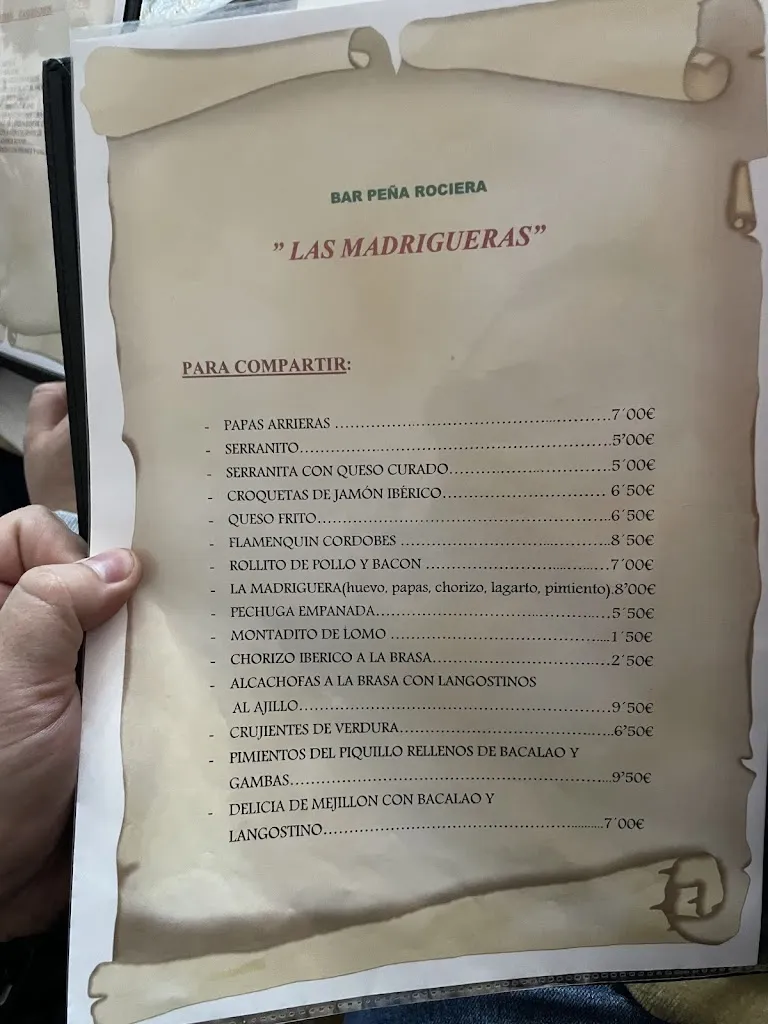 BAR PEÑA ROCIERA
" LAS MADRIGUERAS"
PARA COMPARTIR:
- PAPAS ARRIERAS ........................................................7´00€
- SERRANITO...............................................................5'00€
- SERRANITA CON QUESO CURADO.................................5´00€
- CROQUETAS DE JAMÓN IBÉRICO................................. 6´50€
- QUESO FRITO............................................................6´50€
- FLAMENQUIN CORDOBES ..........................................8´50€
- ROLLITO DE POLLO Y BACON .....................................7´00€
- LA MADRIGUERA(huevo, papas, chorizo, lagarto, pimiento).8'00€
- PECHUGA EMPANADA................................................5´50€
- MONTADITO DE LOMO .............................................1´50€
- CHORIZO IBERICO A LA BRASA....................................2´50€
- ALCACHOFAS A LA BRASA CON LANGOSTINOS
AL AJILLO..................................................................9´50€
- CRUJIENTES DE VERDURA...........................................6'50€
- PIMIENTOS DEL PIQUILLO RELLENOS DE BACALAO Y
GAMBAS....................................................................9'50€
- DELICIA DE MEJILLON CON BACALAO Y
LANGOSTINO............................................................7´00€